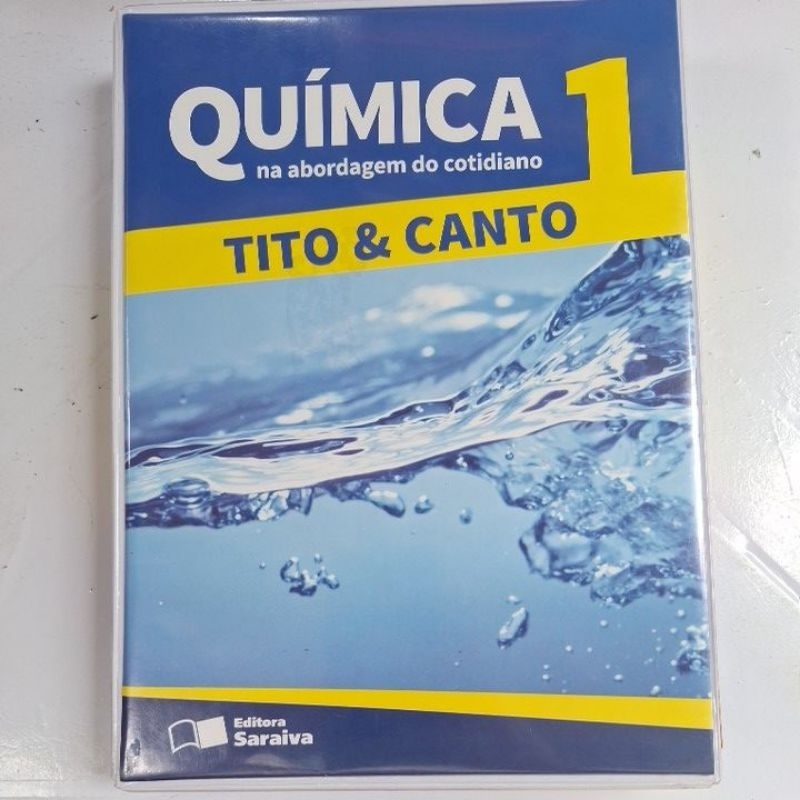 QUÍMICA 1
na abordagem do cotidiano
TITO & CANTO
Editora
Saraiva